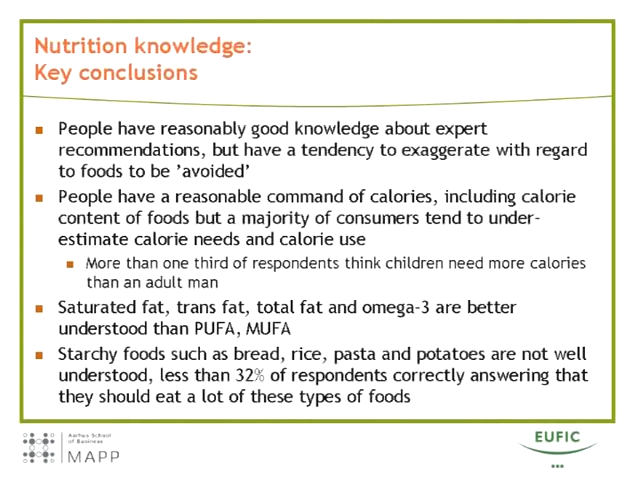 Nutrition knowledge:
Key conclusions
People have reasonably good knowledge about expert
recommendations, but have a tendency to exaggerate with regard
to foods to be ’avoided’
People have a reasonable command of calories, including calorie
content of foods but a majority of consumers tend to under-
estimate calorie needs and calorie use
More than one third of respondents think children need more calories
than an adult man
Saturated fat, trans fat, total fat and omega-3 are better
understood than PUFA, MUFA
Starchy foods such as bread, rice, pasta and potatoes are not well
understood, less than 32% of respondents correctly answering that
they should eat a lot of these types of foods
Aarhus School
of Business
MAPP
EUFIC